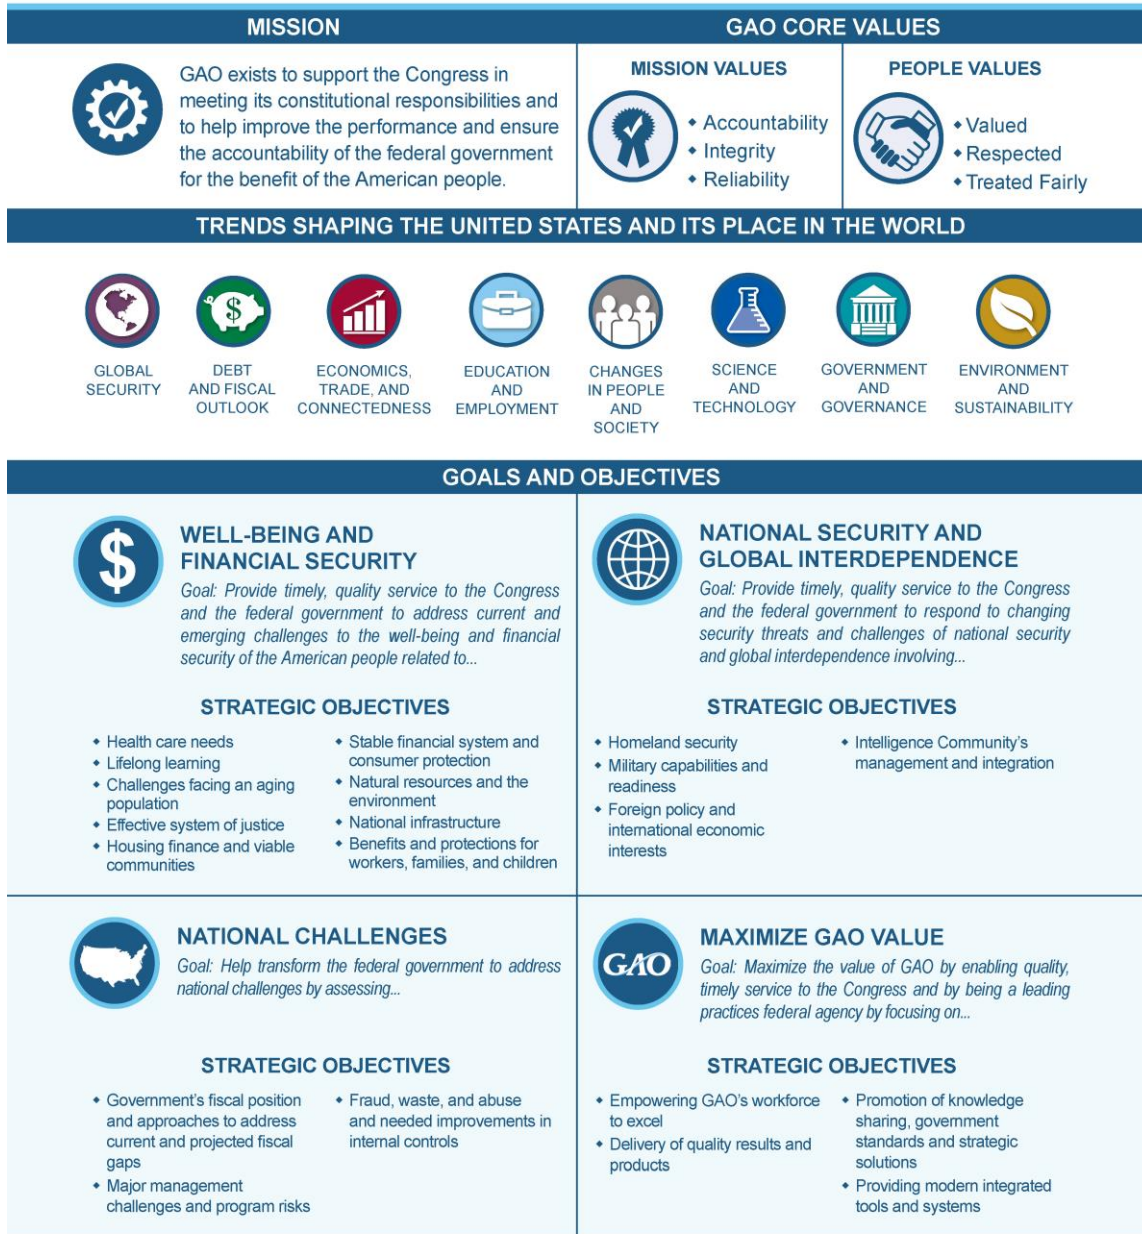 MISSION
GAO exists to support the Congress in
meeting its constitutional responsibilities and
to help improve the performance and ensure
the accountability of the federal government
for the benefit of the American people.
GAO CORE VALUES
MISSION VALUES
Accountability
Integrity
Reliability
PEOPLE VALUES
Valued
Respected
Treated Fairly
TRENDS SHAPING THE UNITED STATES AND ITS PLACE IN THE WORLD
GLOBAL
SECURITY
DEBT
AND FISCAL
OUTLOOK
ECONOMICS,
TRADE, AND
CONNECTEDNESS
EDUCATION
AND
EMPLOYMENT
CHANGES
IN PEOPLE
AND
SOCIETY
SCIENCE
AND
TECHNOLOGY
GOVERNMENT
AND
GOVERNANCE
ENVIRONMENT
AND
SUSTAINABILITY
GOALS AND OBJECTIVES
$
WELL-BEING AND
FINANCIAL SECURITY
Goal: Provide timely, quality service to the Congress
and the federal government to address current and
emerging challenges to the well-being and financial
security of the American people related to...
STRATEGIC OBJECTIVES
Health care needs
Lifelong learning
Challenges facing an aging
population
Effective system of justice
Housing finance and viable
communities
Stable financial system and
consumer protection
Natural resources and the
environment
National infrastructure
Benefits and protections for
workers, families, and children
NATIONAL SECURITY AND
GLOBAL INTERDEPENDENCE
Goal: Provide timely, quality service to the Congress
and the federal government to respond to changing
security threats and challenges of national security
and global interdependence involving...
STRATEGIC OBJECTIVES
Homeland security
Military capabilities and
readiness
Foreign policy and
international economic
interests
Intelligence Community's
management and integration
NATIONAL CHALLENGES
Goal: Help transform the federal government to address
national challenges by assessing...
STRATEGIC OBJECTIVES
Government's fiscal position
and approaches to address
current and projected fiscal
gaps
Major management
challenges and program risks
Fraud, waste, and abuse
and needed improvements in
internal controls
GAO
MAXIMIZE GAO VALUE
Goal: Maximize the value of GAO by enabling quality,
timely service to the Congress and by being a leading
practices federal agency by focusing on...
STRATEGIC OBJECTIVES
Empowering GAO's workforce
to excel
Delivery of quality results and
products
Promotion of knowledge
sharing, government
standards and strategic
solutions
Providing modern integrated
tools and systems